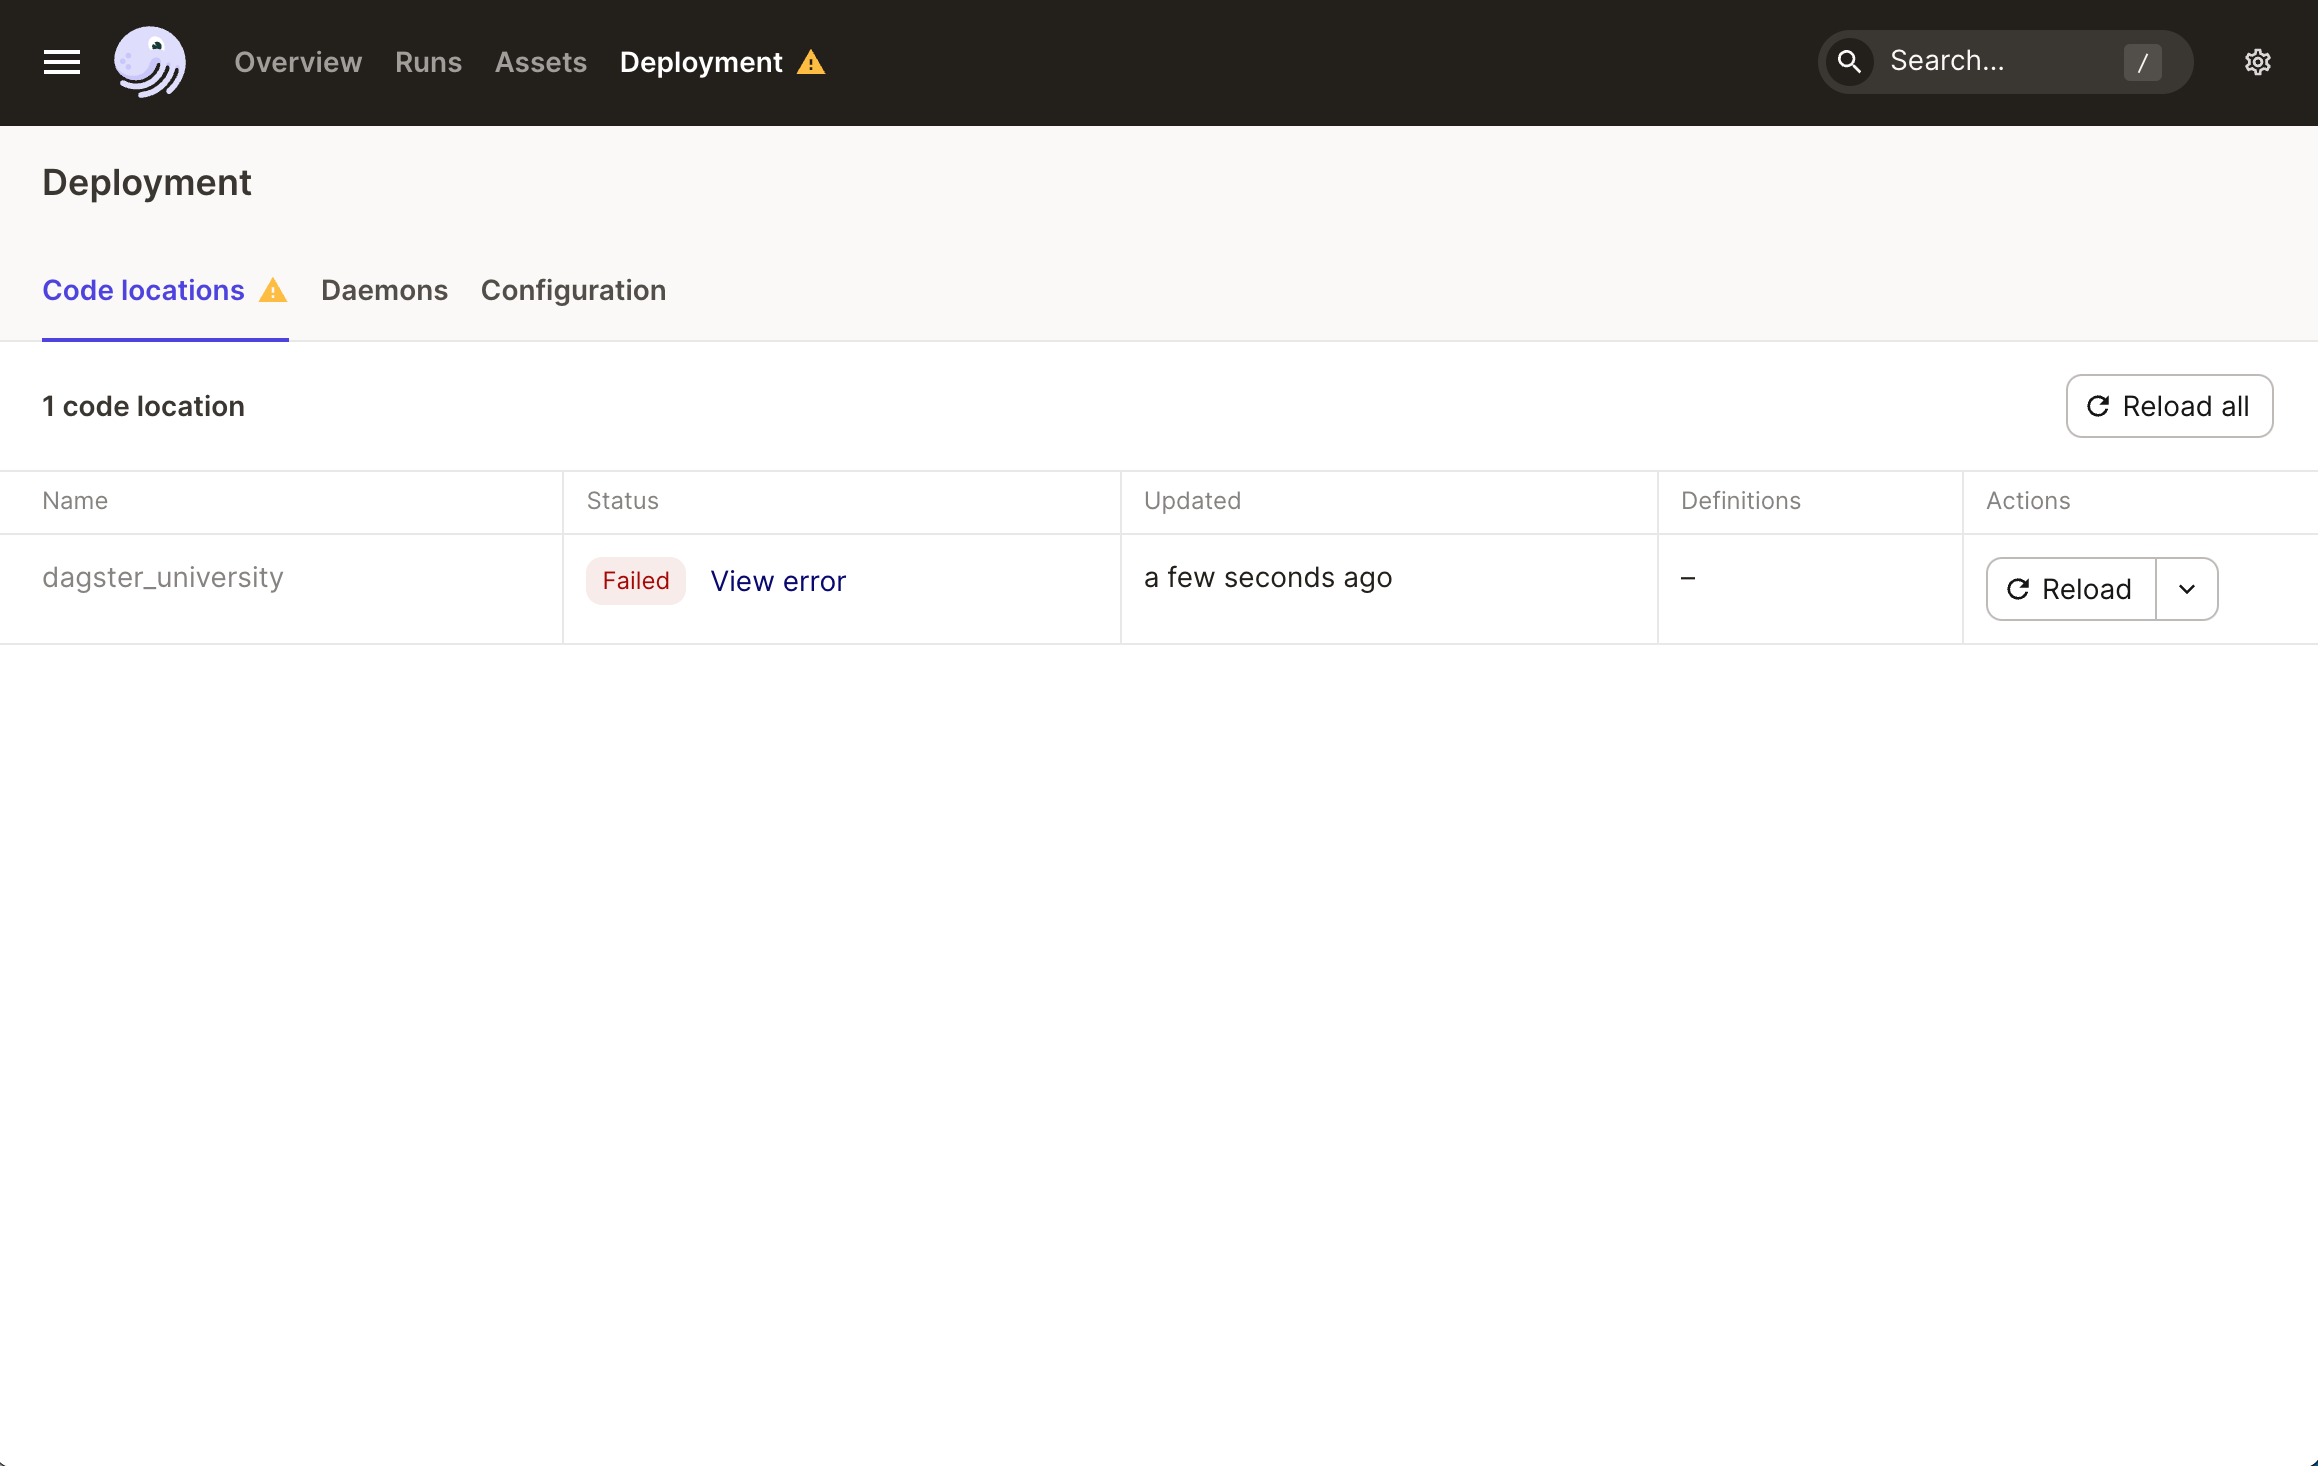 Overview Runs Assets Deployment Search... /
Deployment
Code locations Daemons Configuration
1 code location Reload all
Name Status Updated Definitions Actions
dagster_university Failed View error a few seconds ago – Reload